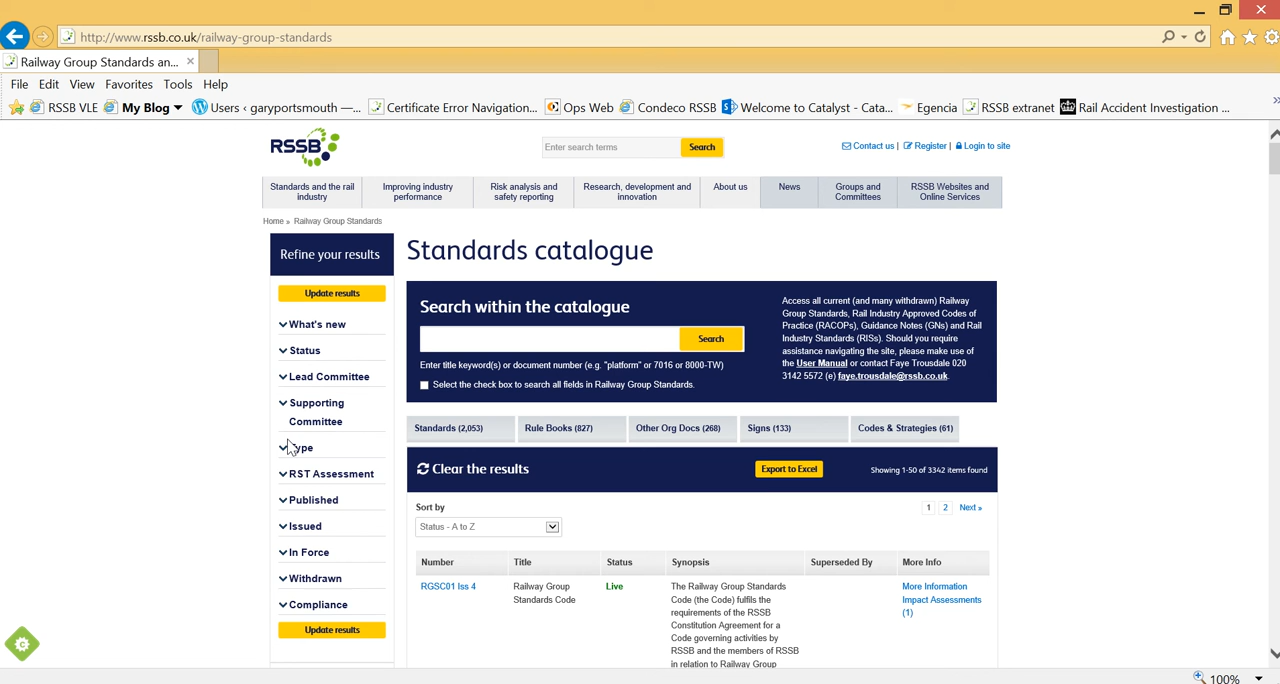 http://www.rssb.co.uk/railway-group-standards
Railway Group Standards an...
File Edit View Favorites Tools Help
RSSB VLE My Blog Users ‹ garyportsmouth —... Certificate Error Navigation... Ops Web Condeco RSSB Welcome to Catalyst - Cata... Egencia RSSB extranet Rail Accident Investigation ...
RSSB
Enter search terms Search
Contact us | Register | Login to site
Standards and the rail industry
Improving industry performance
Risk analysis and safety reporting
Research, development and innovation
About us
News
Groups and Committees
RSSB Websites and Online Services
Home » Railway Group Standards
Refine your results
Update results
What's new
Status
Lead Committee
Supporting
Committee
Type
RST Assessment
Published
Issued
In Force
Withdrawn
Compliance
Update results
Standards catalogue
Search within the catalogue
Search
Enter title keyword(s) or document number (e.g. "platform" or 7016 or 8000-TW)
Select the check box to search all fields in Railway Group Standards.
Access all current (and many withdrawn) Railway
Group Standards, Rail Industry Approved Codes of
Practice (RACOPs), Guidance Notes (GNs) and Rail
Industry Standards (RISs). Should you require
assistance navigating the site, please make use of
the User Manual or contact Faye Trousdale 020
3142 5572 (e) faye.trousdale@rssb.co.uk.
Standards (2,053) Rule Books (827) Other Org Docs (268) Signs (133) Codes & Strategies (61)
Clear the results Export to Excel Showing 1-50 of 3342 items found
Sort by
Status - A to Z
1 2 Next »
Number Title Status Synopsis Superseded By More Info
RGSC01 Iss 4
Railway Group
Standards Code
Live
The Railway Group Standards
Code (the Code) fulfils the
requirements of the RSSB
Constitution Agreement for a
Code governing activities by
RSSB and the members of RSSB
in relation to Railway Group
More Information
Impact Assessments
(1)
100%